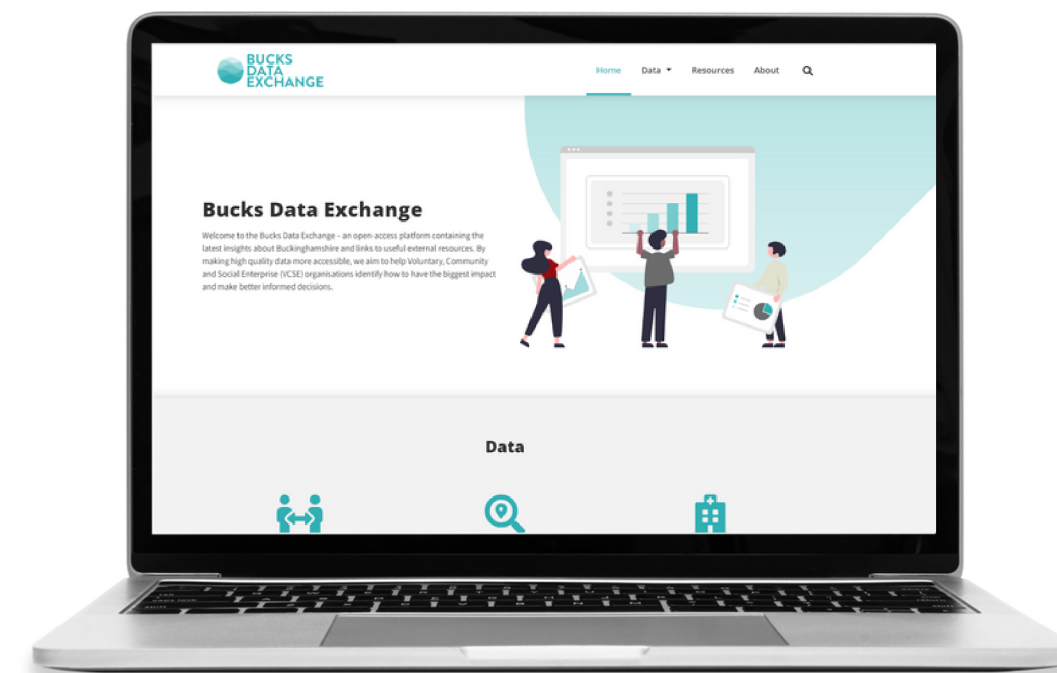 BUCKS
DATA
EXCHANGE
Home Data Resources About
Bucks Data Exchange
Welcome to the Bucks Data Exchange – an open-access platform containing the
latest insights about Buckinghamshire and links to useful external resources. By
making high quality data more accessible, we aim to help Voluntary, Community
and Social Enterprise (VCSE) organisations identify how to have the biggest impact
and make better informed decisions.
Data